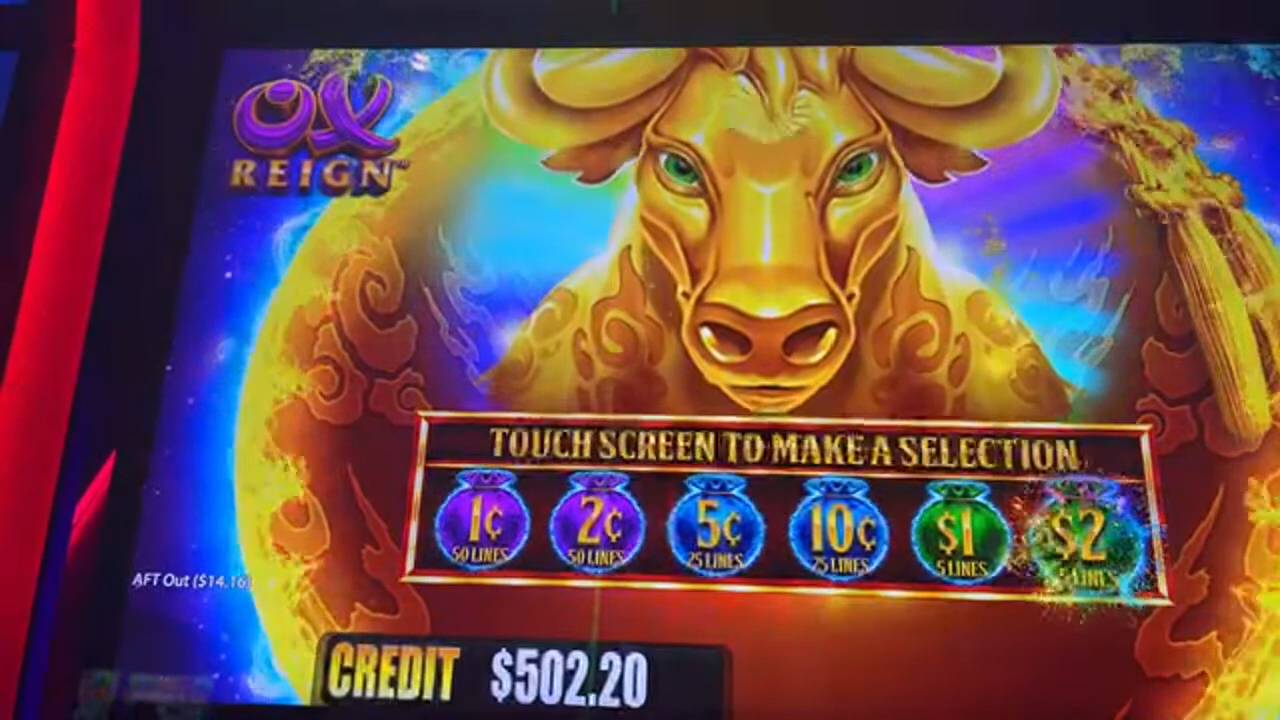 OX
REIGN™
TOUCH SCREEN TO MAKE A SELECTION
1¢ 2¢ 5¢ 10¢ $1 $2
50 LINES 50 LINES 25 LINES 25 LINES 5 LINES 5 LINES
AFT Out ($14.16)
CREDIT $502.20